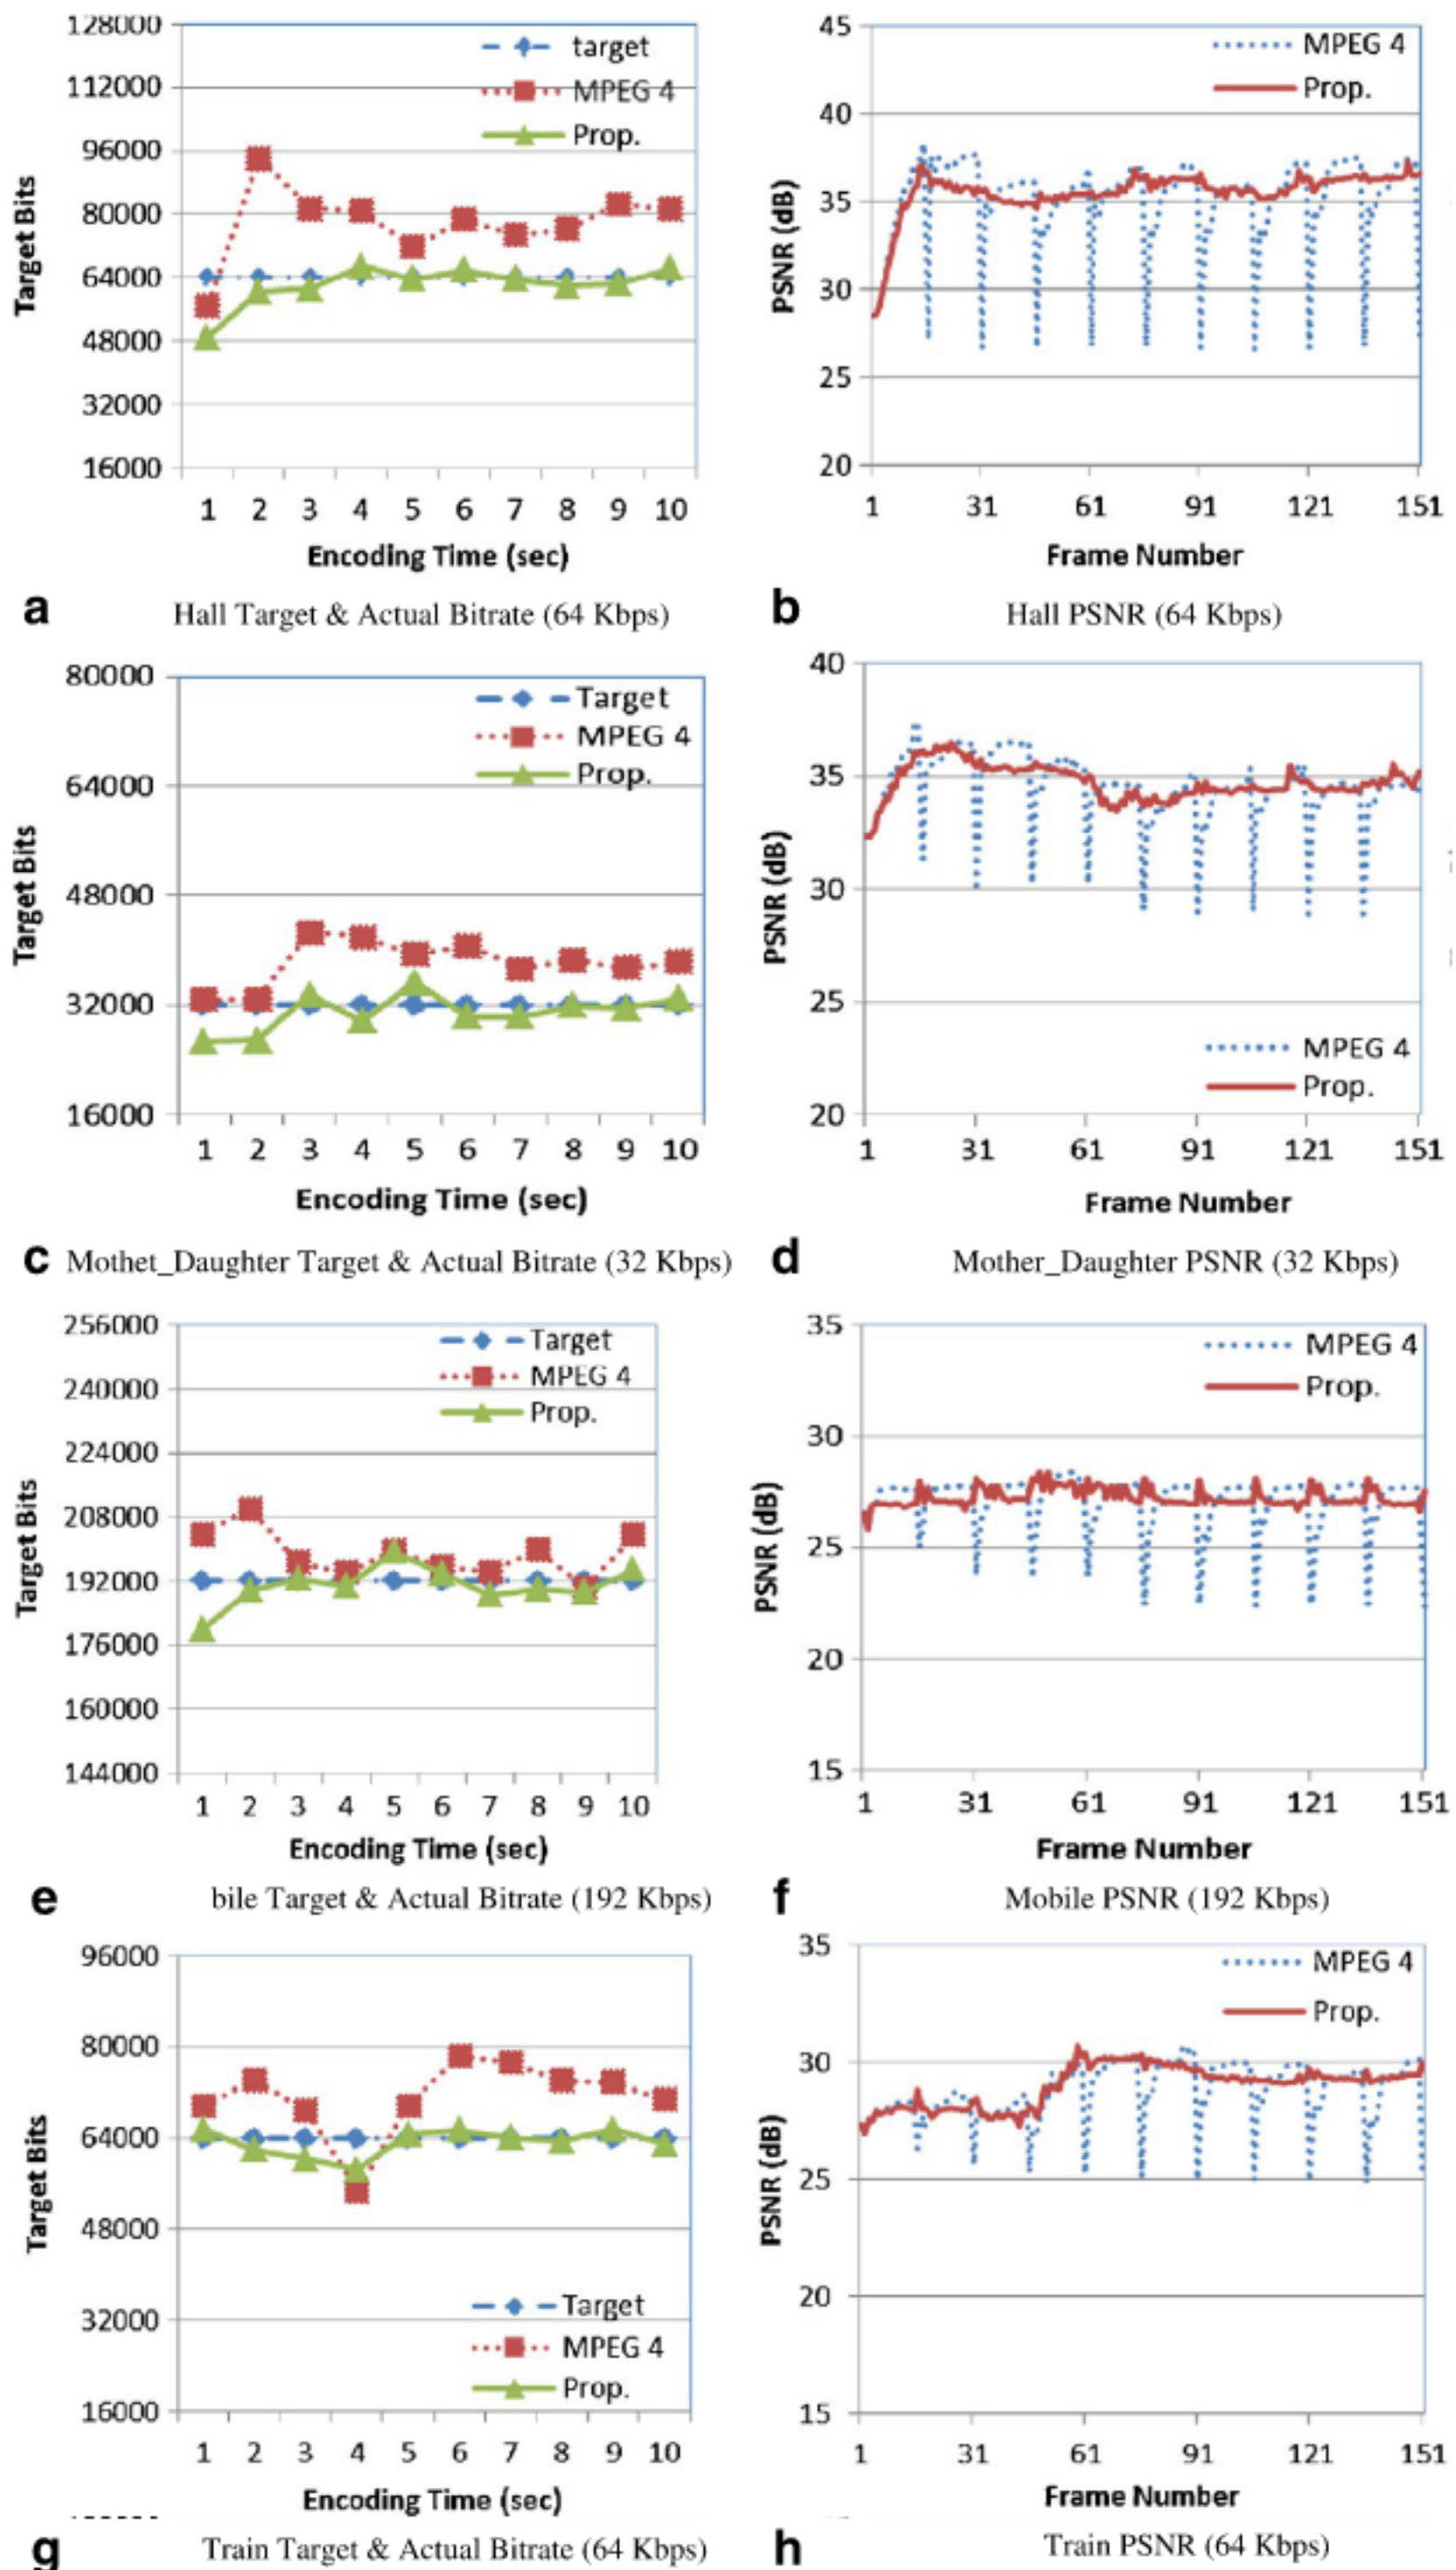 128000
112000
96000
80000
64000
48000
32000
16000
Target Bits
target
MPEG 4
Prop.
1 2 3 4 5 6 7 8 9 10
Encoding Time (sec)
a Hall Target & Actual Bitrate (64 Kbps)
45
40
35
30
25
20
PSNR (dB)
MPEG 4
Prop.
1 31 61 91 121 151
Frame Number
b Hall PSNR (64 Kbps)
80000
64000
48000
32000
16000
Target Bits
Target
MPEG 4
Prop.
1 2 3 4 5 6 7 8 9 10
Encoding Time (sec)
c Mothet_Daughter Target & Actual Bitrate (32 Kbps)
40
35
30
25
20
PSNR (dB)
MPEG 4
Prop.
1 31 61 91 121 151
Frame Number
d Mother_Daughter PSNR (32 Kbps)
256000
240000
224000
208000
192000
176000
160000
144000
Target Bits
Target
MPEG 4
Prop.
1 2 3 4 5 6 7 8 9 10
Encoding Time (sec)
e bile Target & Actual Bitrate (192 Kbps)
35
30
25
20
15
PSNR (dB)
MPEG 4
Prop.
1 31 61 91 121 151
Frame Number
f Mobile PSNR (192 Kbps)
96000
80000
64000
48000
32000
16000
Target Bits
Target
MPEG 4
Prop.
1 2 3 4 5 6 7 8 9 10
Encoding Time (sec)
g Train Target & Actual Bitrate (64 Kbps)
35
30
25
20
15
PSNR (dB)
MPEG 4
Prop.
1 31 61 91 121 151
Frame Number
h Train PSNR (64 Kbps)